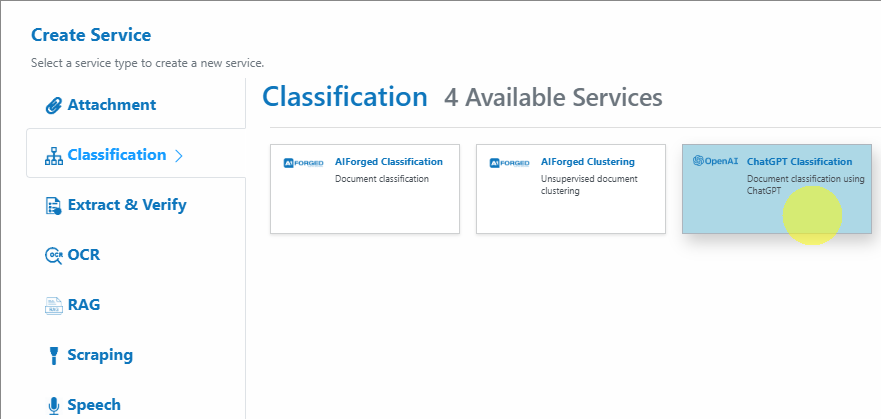 Create Service
Select a service type to create a new service.
Attachment
Classification
Extract & Verify
OCR
OCR
RAG
Scraping
Speech
Classification 4 Available Services
AIFORGED
AIForged Classification
Document classification
AIFORGED
AIForged Clustering
Unsupervised document
clustering
OpenAI
ChatGPT Classification
Document classification using
ChatGPT